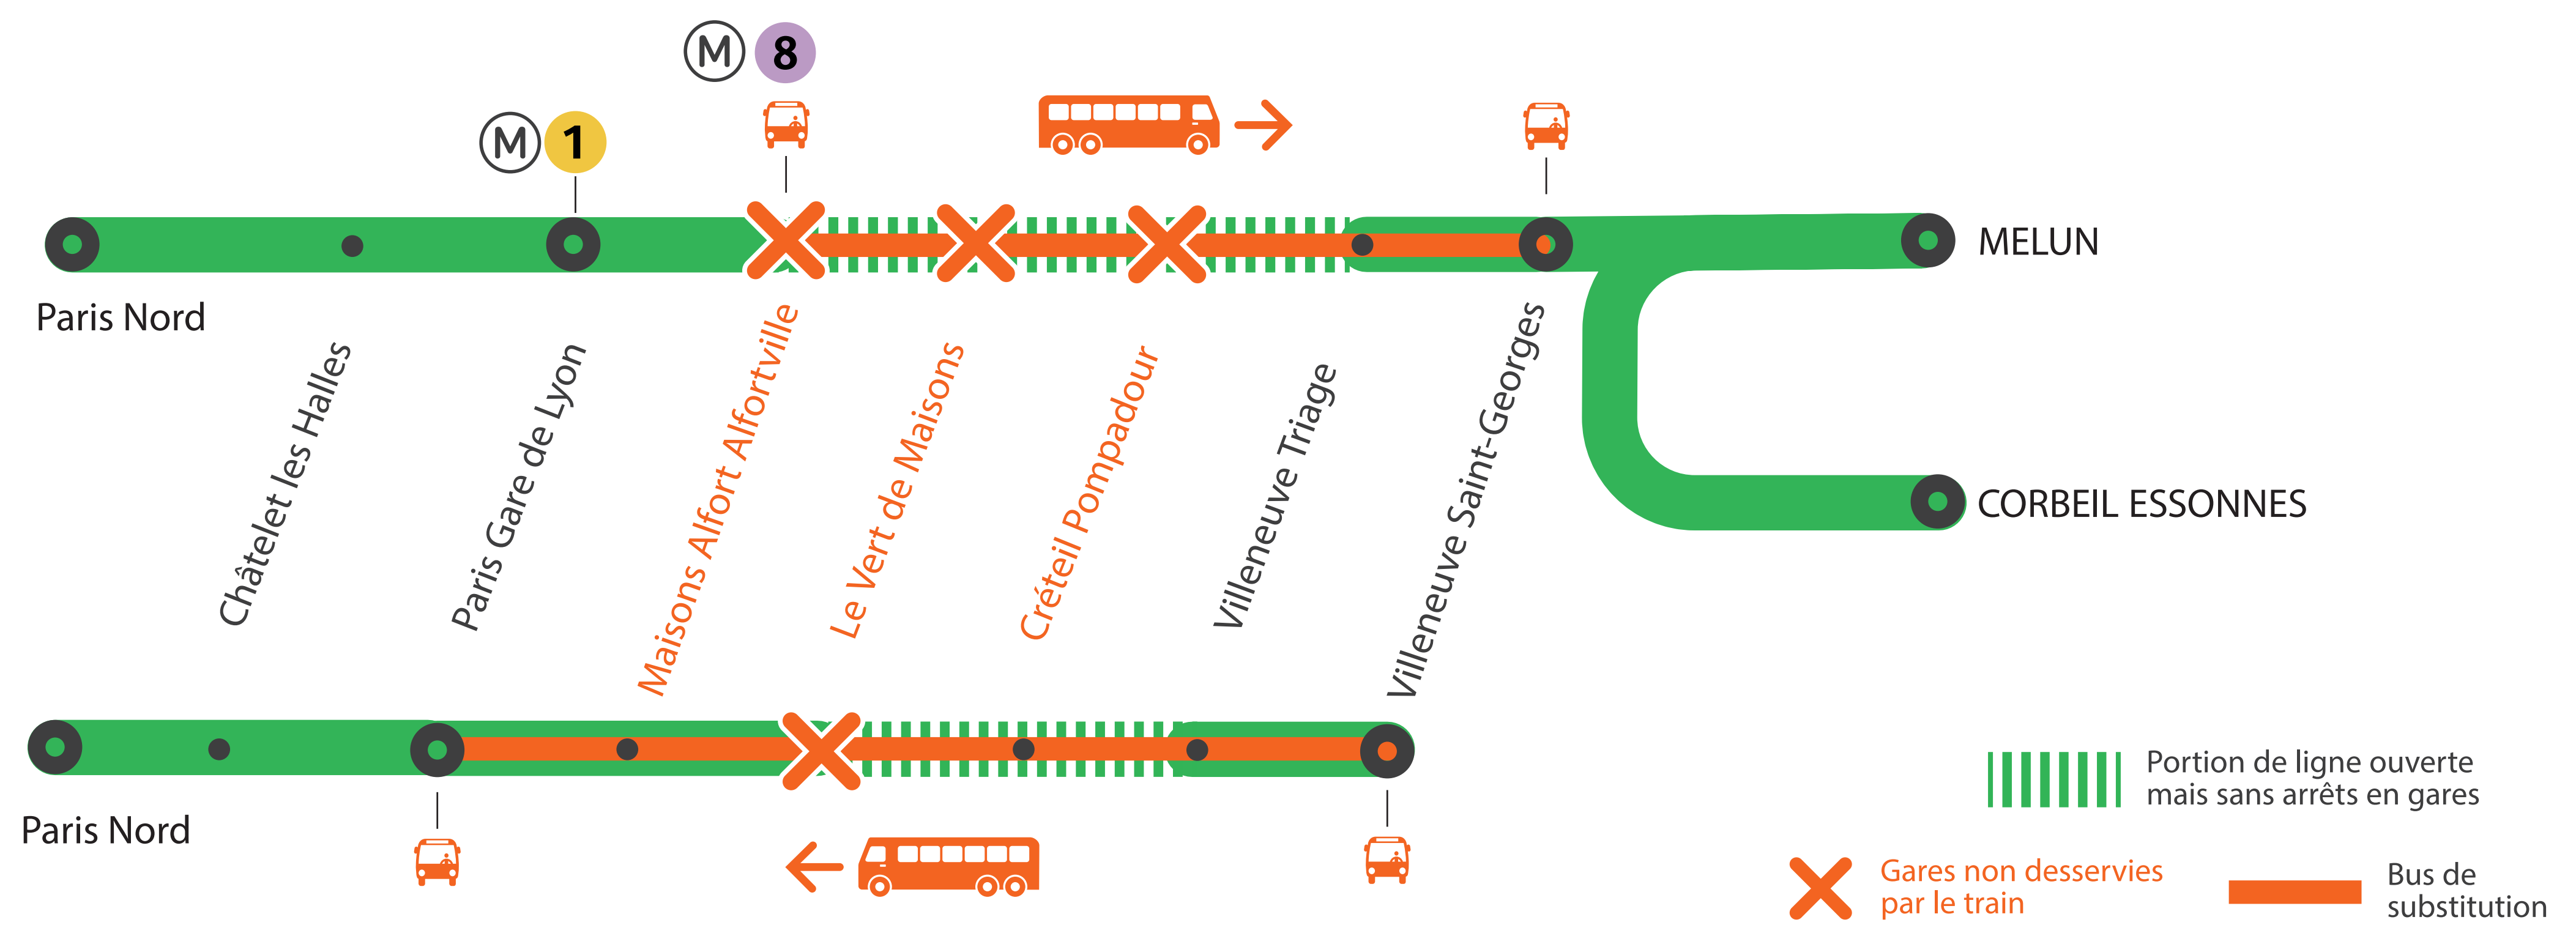 M 8
M 1
MELUN
Paris Nord
Châtelet les Halles
Paris Gare de Lyon
Maisons Alfort Alfortville
Le Vert de Maisons
Créteil Pompadour
Villeneuve Triage
Villeneuve Saint-Georges
CORBEIL ESSONNES
Paris Nord
Portion de ligne ouverte
mais sans arrêts en gares
Gares non desservies
par le train
Bus de
substitution